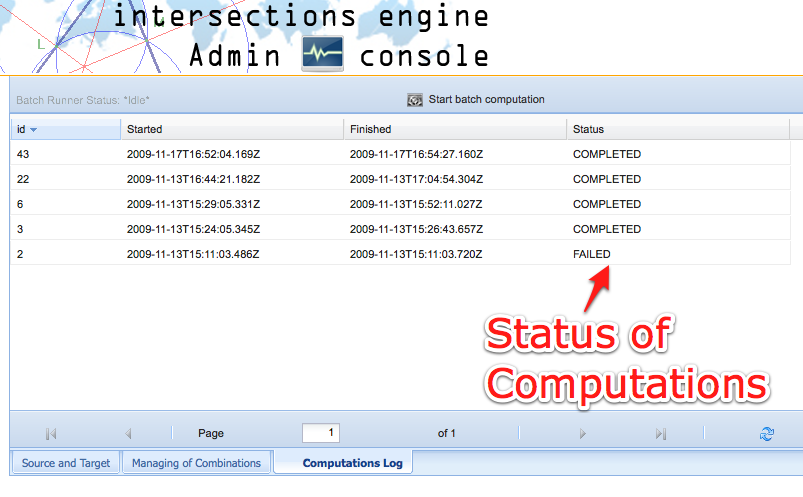 intersections engine
Admin console
L
Batch Runner Status: *Idle* Start batch computation
id Started Finished Status
43 2009-11-17T16:52:04.169Z 2009-11-17T16:54:27.160Z COMPLETED
22 2009-11-13T16:44:21.182Z 2009-11-13T17:04:54.304Z COMPLETED
6 2009-11-13T15:29:05.331Z 2009-11-13T15:52:11.027Z COMPLETED
3 2009-11-13T15:24:05.345Z 2009-11-13T15:26:43.657Z COMPLETED
2 2009-11-13T15:11:03.486Z 2009-11-13T15:11:03.720Z FAILED
Status of
Computations
Page 1 of 1
Source and Target Managing of Combinations Computations Log